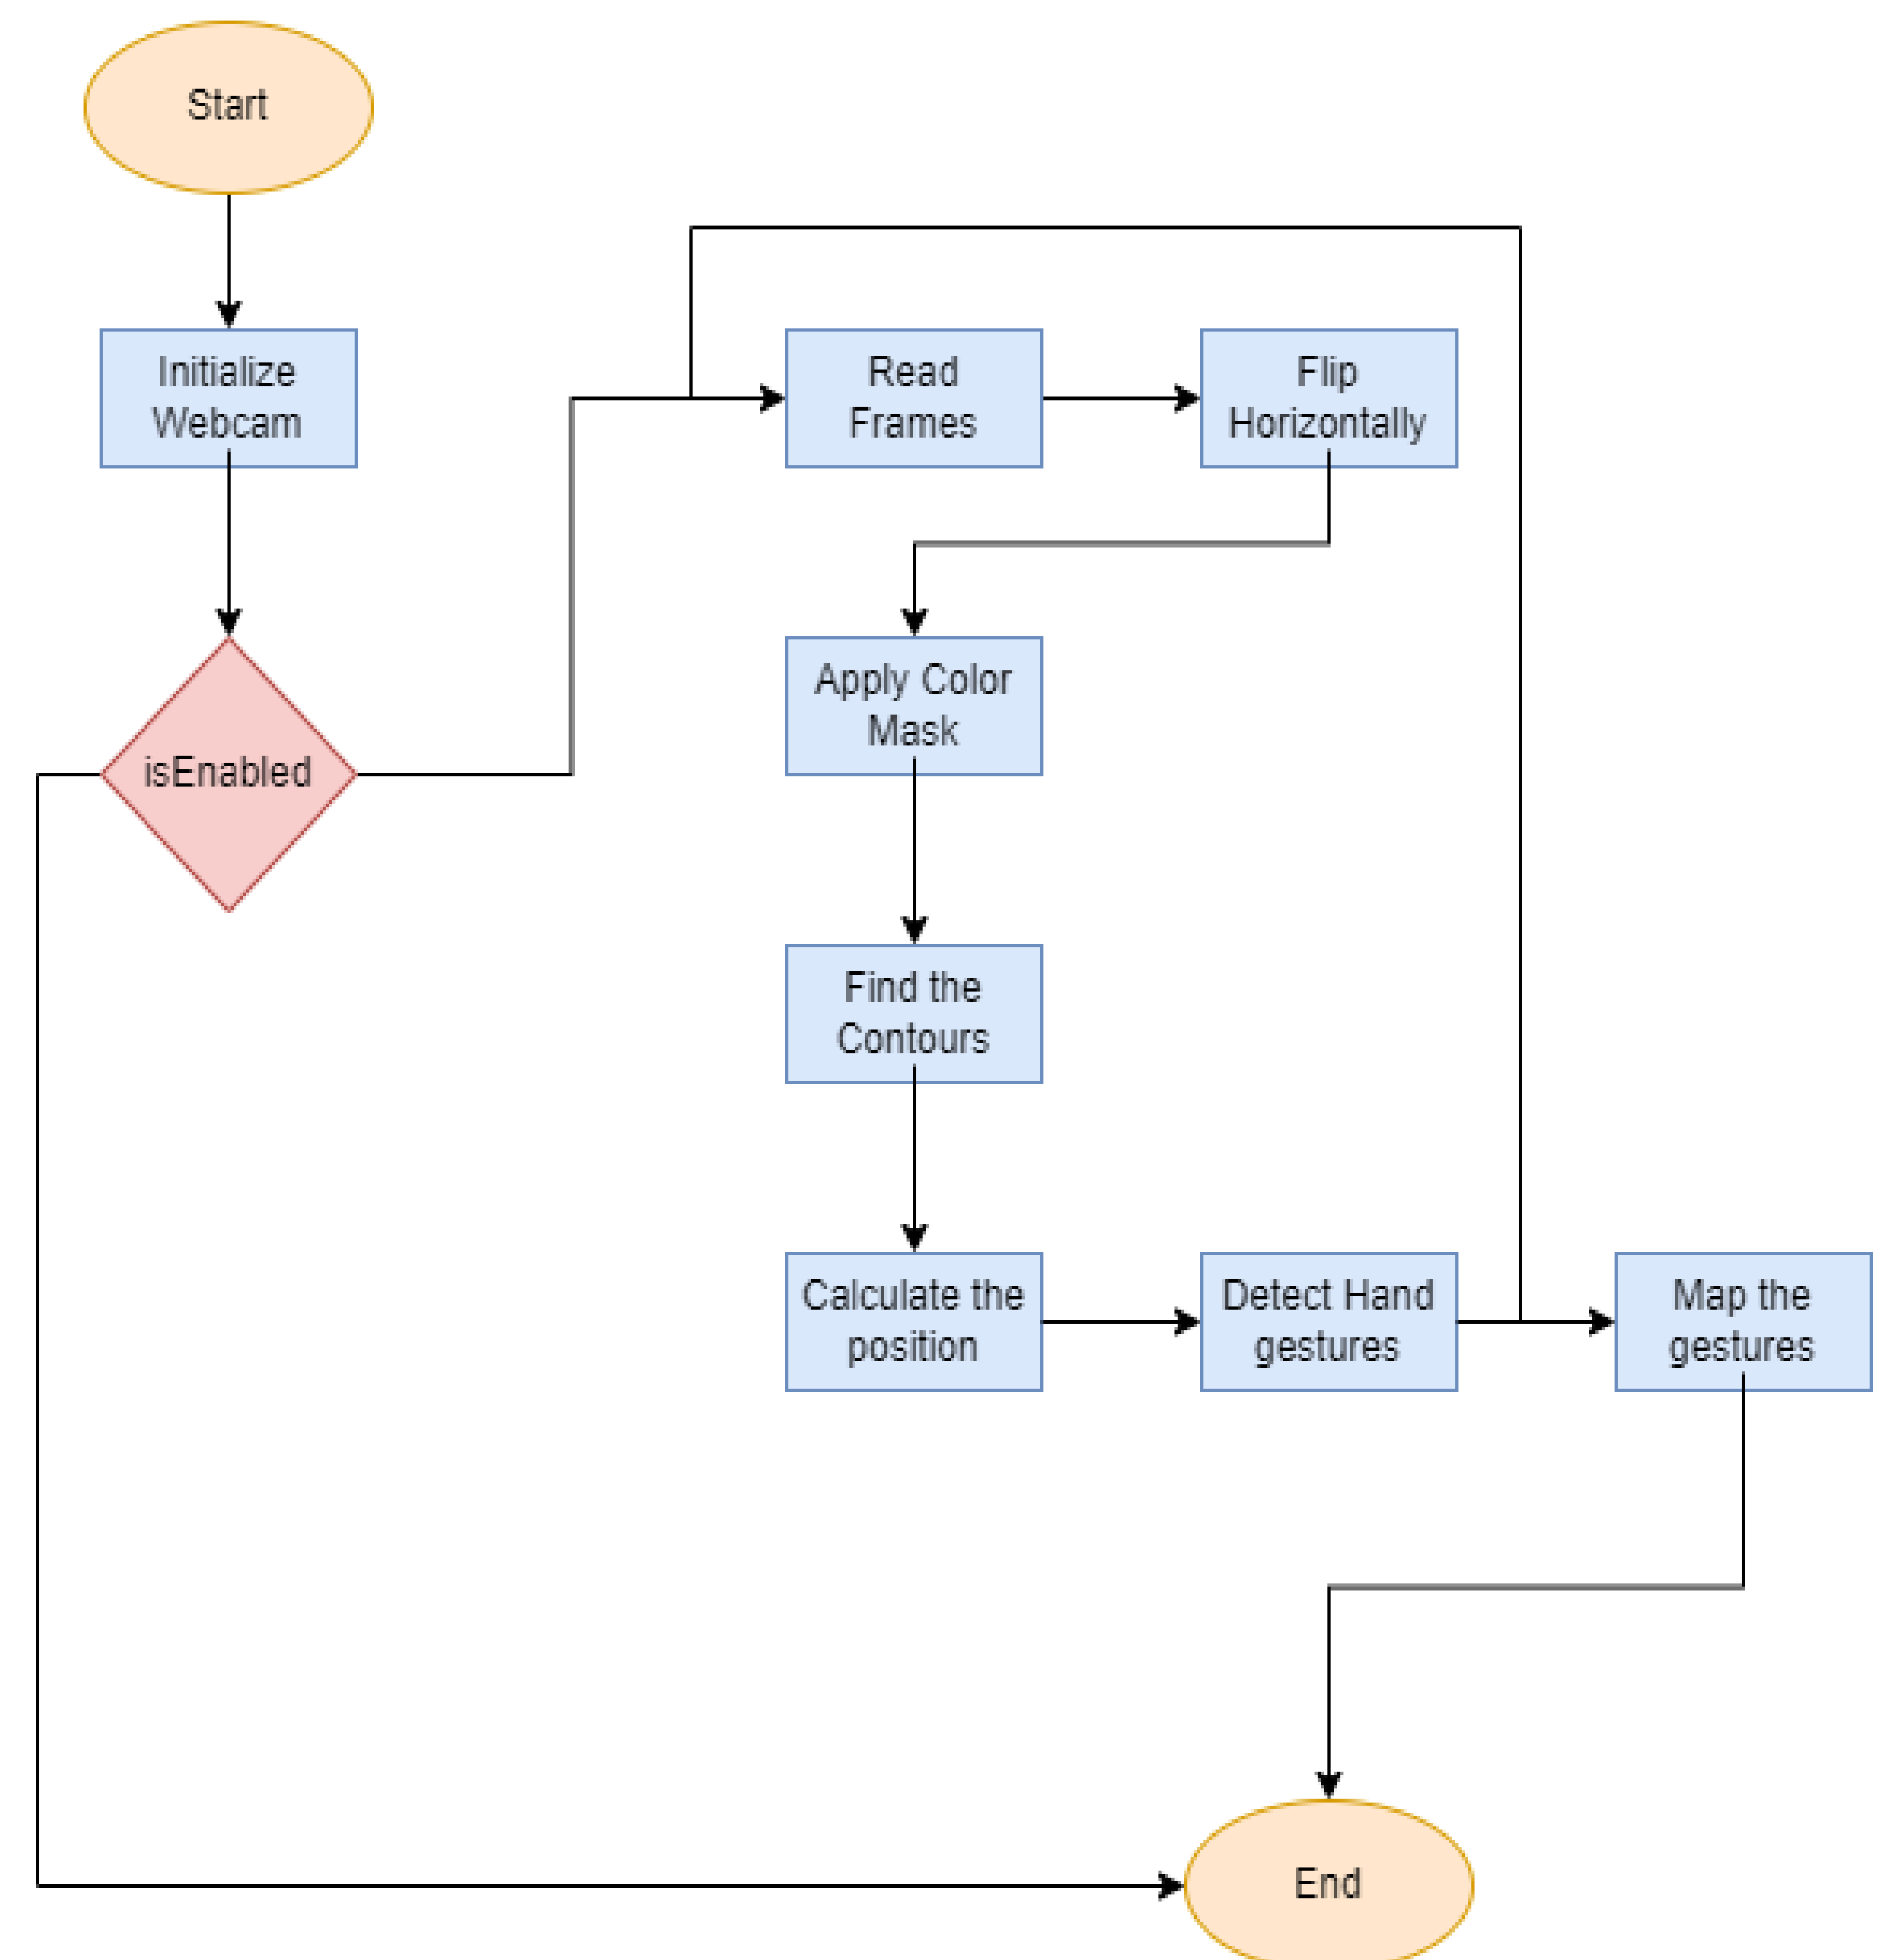 Start
Initialize
Webcam
isEnabled
Read
Frames
Flip
Horizontally
Apply Color
Mask
Find the
Contours
Calculate the
position
Detect Hand
gestures
Map the
gestures
End